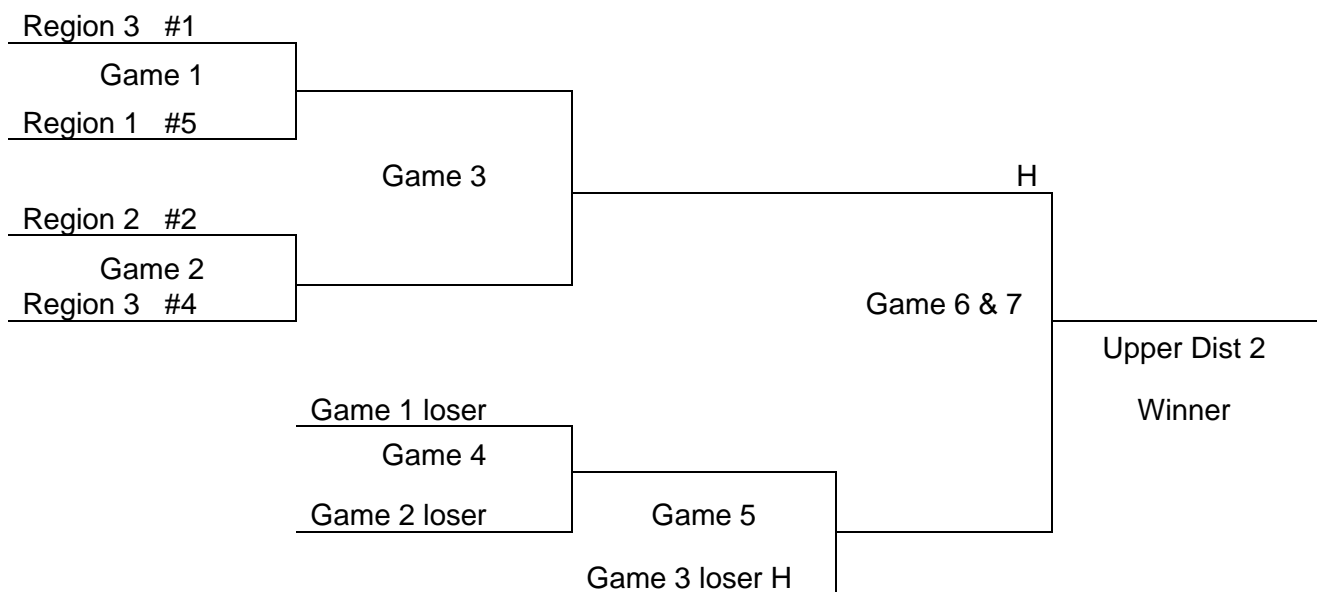 Region 3 #1
Game 1
Region 1 #5
Game 3
H
Region 2 #2
Game 2
Region 3 #4
Game 6 & 7
Upper Dist 2
Winner
Game 1 loser
Game 4
Game 2 loser
Game 5
Game 3 loser H